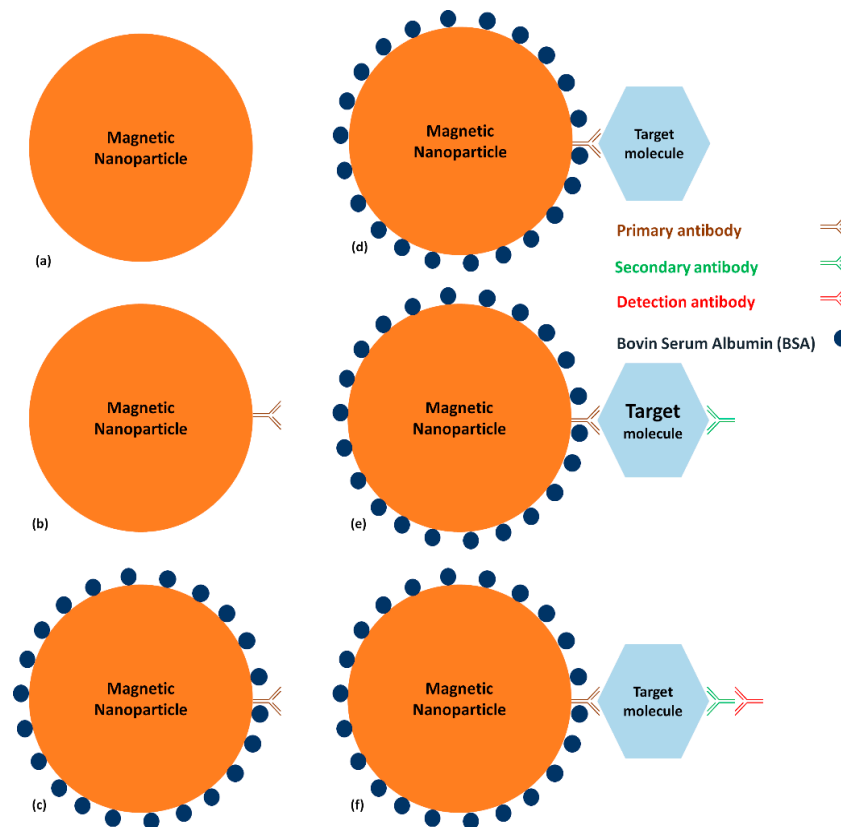 Magnetic
Nanoparticle
(a)
Magnetic
Nanoparticle
(b)
Magnetic
Nanoparticle
(c)
Magnetic
Nanoparticle
Target
molecule
(d)
Primary antibody
Secondary antibody
Detection antibody
Bovin Serum Albumin (BSA)
Magnetic
Nanoparticle
Target
molecule
(e)
Magnetic
Nanoparticle
Target
molecule
(f)